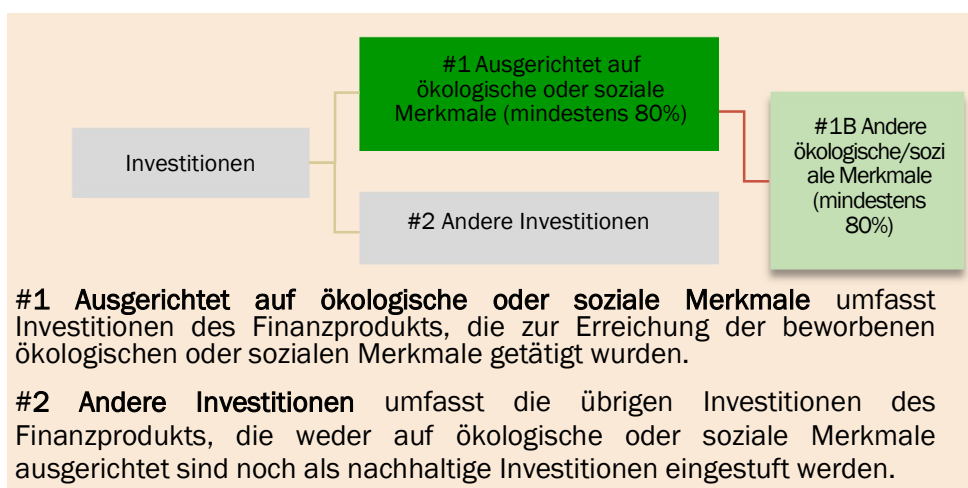 #1 Ausgerichtet auf
ökologische oder soziale
Merkmale (mindestens 80%)
#1B Andere
ökologische/sozi
ale Merkmale
(mindestens
80%)
Investitionen
#2 Andere Investitionen
#1 Ausgerichtet auf ökologische oder soziale Merkmale umfasst
Investitionen des Finanzprodukts, die zur Erreichung der beworbenen
ökologischen oder sozialen Merkmale getätigt wurden.
#2 Andere Investitionen umfasst die übrigen Investitionen des
Finanzprodukts, die weder auf ökologische oder soziale Merkmale
ausgerichtet sind noch als nachhaltige Investitionen eingestuft werden.